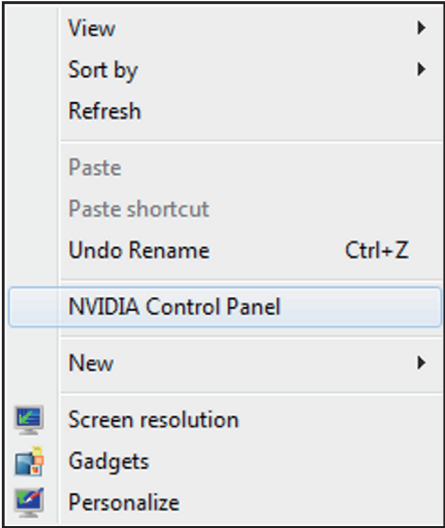 View
Sort by
Refresh
Paste
Paste shortcut
Undo Rename Ctrl+Z
NVIDIA Control Panel
New
Screen resolution
Gadgets
Personalize